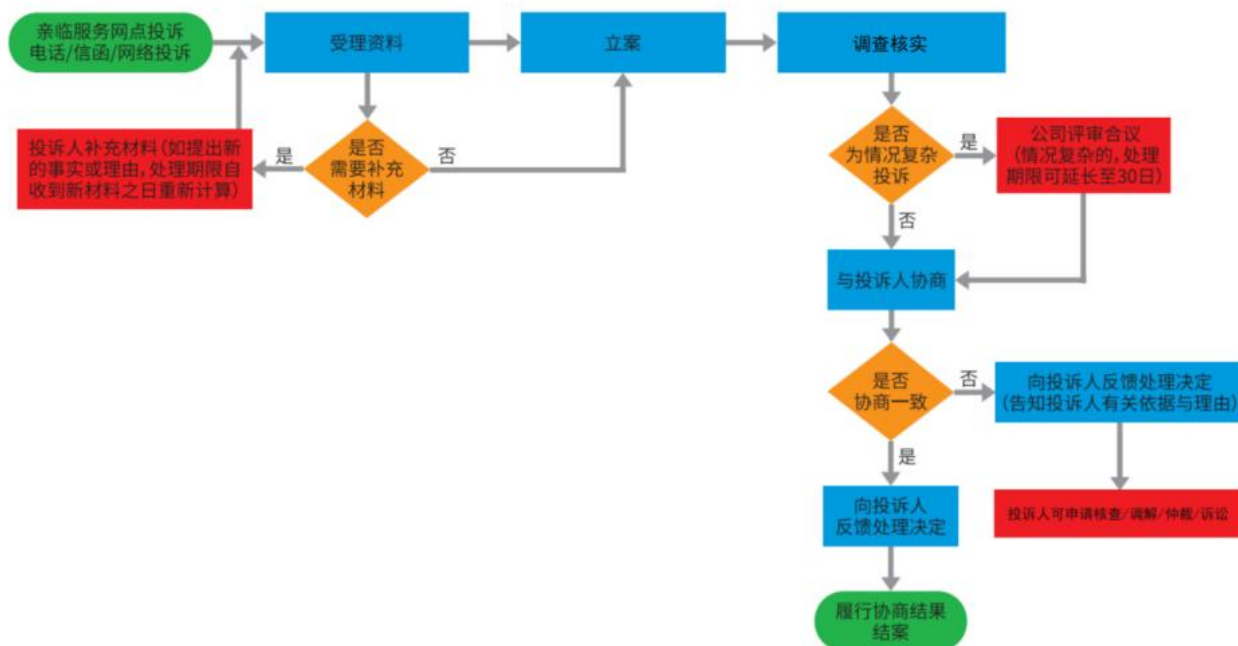 亲临服务网点投诉
电话/信函/网络投诉
受理资料
立案
调查核实
投诉人补充材料(如提出新
的事实或理由,处理期限自
收到新材料之日重新计算)
是
是否
需要补充
材料
否
是否
为情况复杂
投诉
是
公司评审合议
(情况复杂的,处理
期限可延长至30日)
否
与投诉人协商
是否
协商一致
否
向投诉人反馈处理决定
(告知投诉人有关依据与理由)
是
向投诉人
反馈处理决定
投诉人可申请核查/调解/仲裁/诉讼
履行协商结果
结案